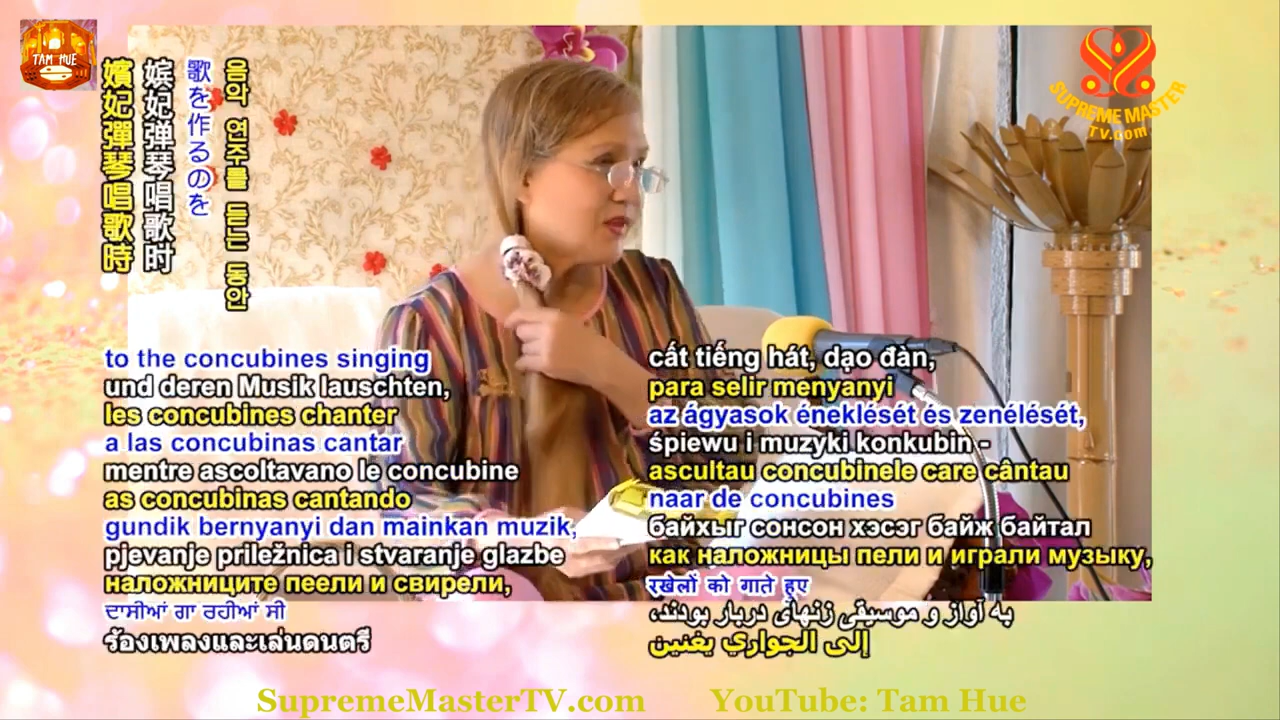 TAM HUE
SUPREME MASTER
TV.com
음악 연주를 듣는 동안
歌を作るのを
嫔妃弹琴唱歌时
嬪妃彈琴唱歌時
to the concubines singing
und deren Musik lauschten,
les concubines chanter
a las concubinas cantar
mentre ascoltavano le concubine
as concubinas cantando
gundik bernyanyi dan mainkan muzik,
pjevanje priležnica i stvaranje glazbe
наложниците пеели и свирели,
ਦਾਸੀਆਂ ਗਾ ਰਹੀਆਂ ਸੀ
ร้องเพลงและเล่นดนตรี
cất tiếng hát, dạo đàn,
para selir menyanyi
az ágyasok éneklését és zenélését,
śpiewu i muzyki konkubin -
ascultau concubinele care cântau
naar de concubines
байхыг сонсон хэсэг байж байтал
как наложницы пели и играли музыку,
रखेलों को गाते हुए
به آواز و موسیقی زنهای دربار بودند،
إلى الجواري يغنين
SupremeMasterTV.com YouTube: Tam Hue